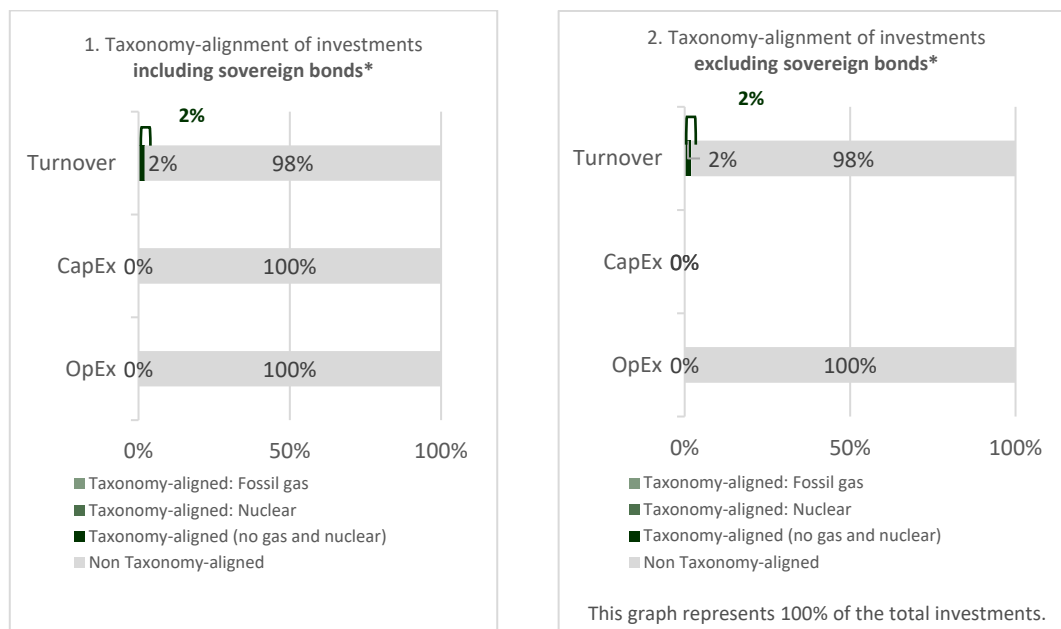 1. Taxonomy-alignment of investments
including sovereign bonds*
2%
Turnover
2%
98%
CapEx
0%
100%
OpEx
0%
100%
0%
50%
100%
Taxonomy-aligned: Fossil gas
Taxonomy-aligned: Nuclear
Taxonomy-aligned (no gas and nuclear)
Non Taxonomy-aligned
2. Taxonomy-alignment of investments
excluding sovereign bonds*
2%
Turnover
2%
98%
CapEx
0%
OpEx
0%
100%
0%
50%
100%
Taxonomy-aligned: Fossil gas
Taxonomy-aligned: Nuclear
Taxonomy-aligned (no gas and nuclear)
Non Taxonomy-aligned
This graph represents 100% of the total investments.